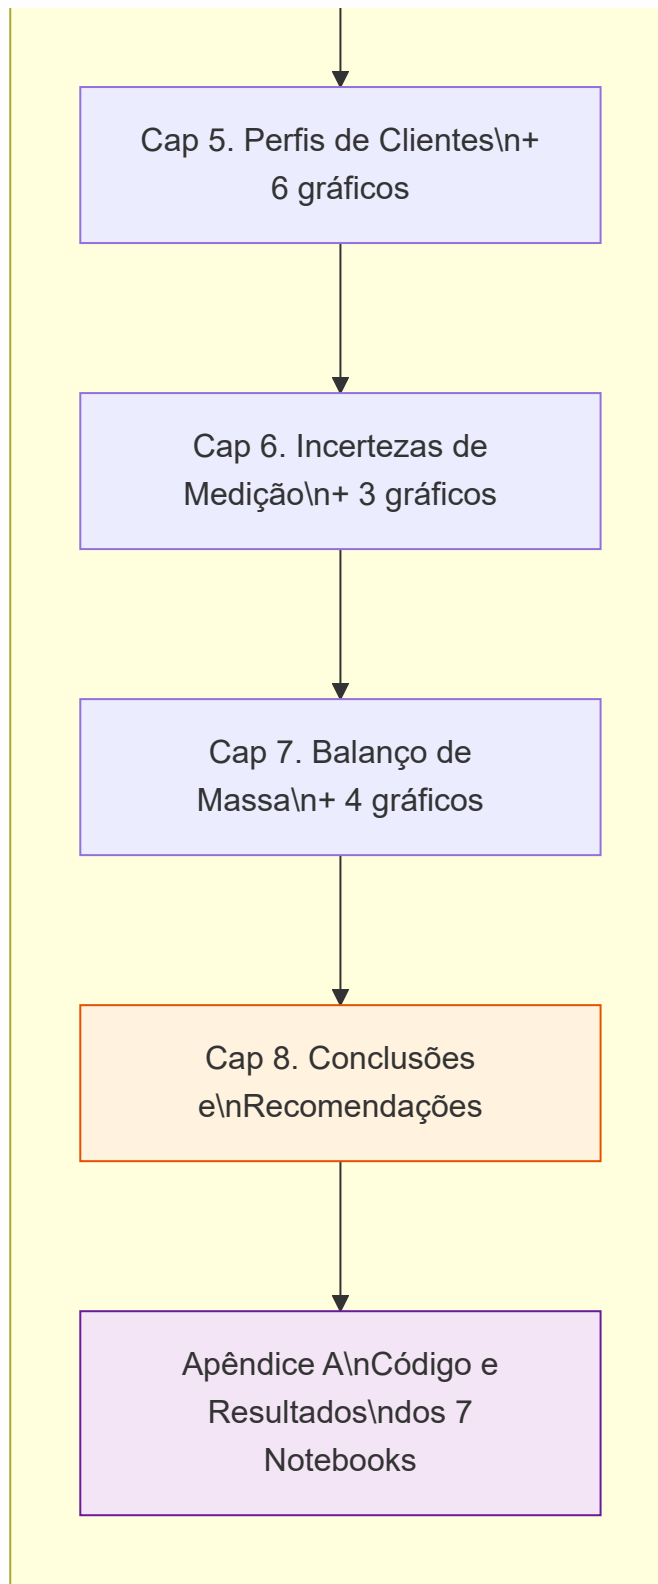 Cap 5. Perfis de Clientes\n+
6 gráficos
Cap 6. Incertezas de
Medição\n+ 3 gráficos
Cap 7. Balanço de
Massa\n+ 4 gráficos
Cap 8. Conclusões
e\nRecomendações
Apêndice A\nCódigo e
Resultados\ndos 7
Notebooks